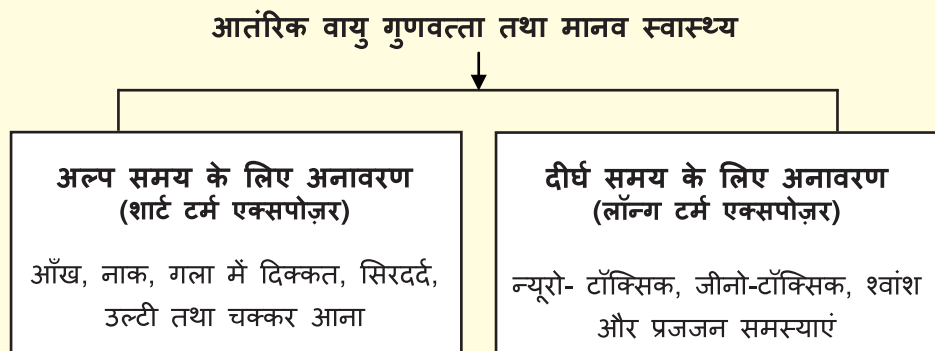 आतंरिक वायु गुणवत्ता तथा मानव स्वास्थ्य
अल्प समय के लिए अनावरण
(शार्ट टर्म एक्सपोज़र)
आँख, नाक, गला में दिक्कत, सिरदर्द,
उल्टी तथा चक्कर आना
दीर्घ समय के लिए अनावरण
(लॉन्ग टर्म एक्सपोज़र)
न्यूरो- टॉक्सिक, जीनो-टॉक्सिक, श्वांश
और प्रजजन समस्याएं